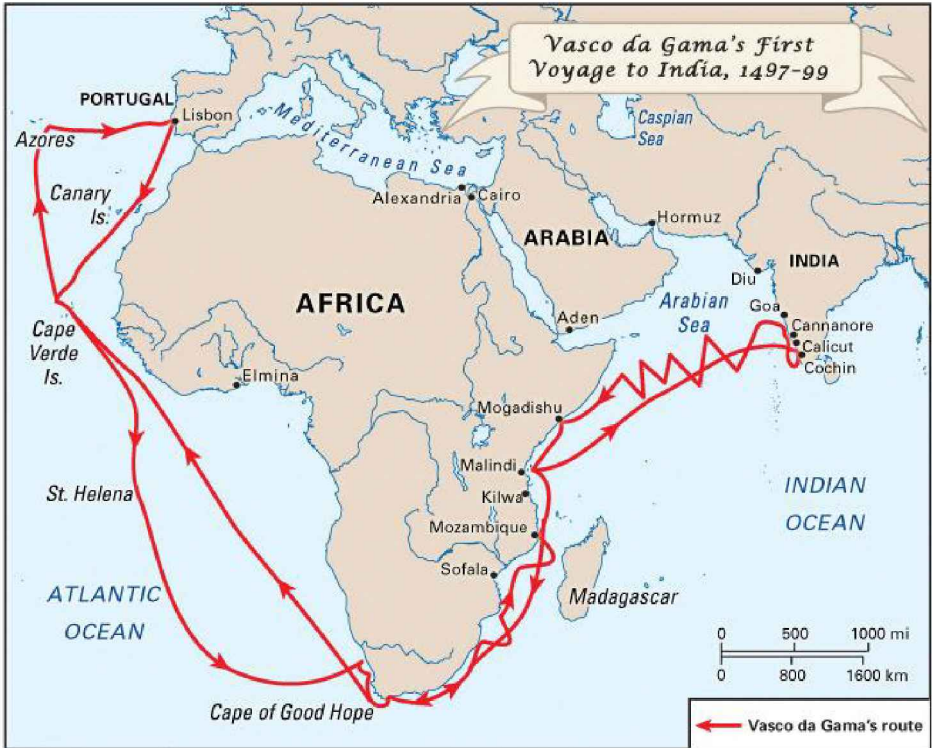 Vasco da Gama's First
Voyage to India, 1497-99
PORTUGAL
Lisbon
Azores
Mediterranean Sea
Caspian
Sea
Canary
Is.
Alexandria
Cairo
Hormuz
ARABIA
INDIA
Diu
AFRICA
Arabian
Sea
Goa
Aden
Cannanore
Calicut
Cochin
Cape
Verde
Is.
Elmina
Mogadishu
Malindi
Kilwa
St. Helena
INDIAN
OCEAN
Mozambique
Sofala
Madagascar
ATLANTIC
OCEAN
Cape of Good Hope
0 500 1000 mi
0 800 1600 km
Vasco da Gama's route